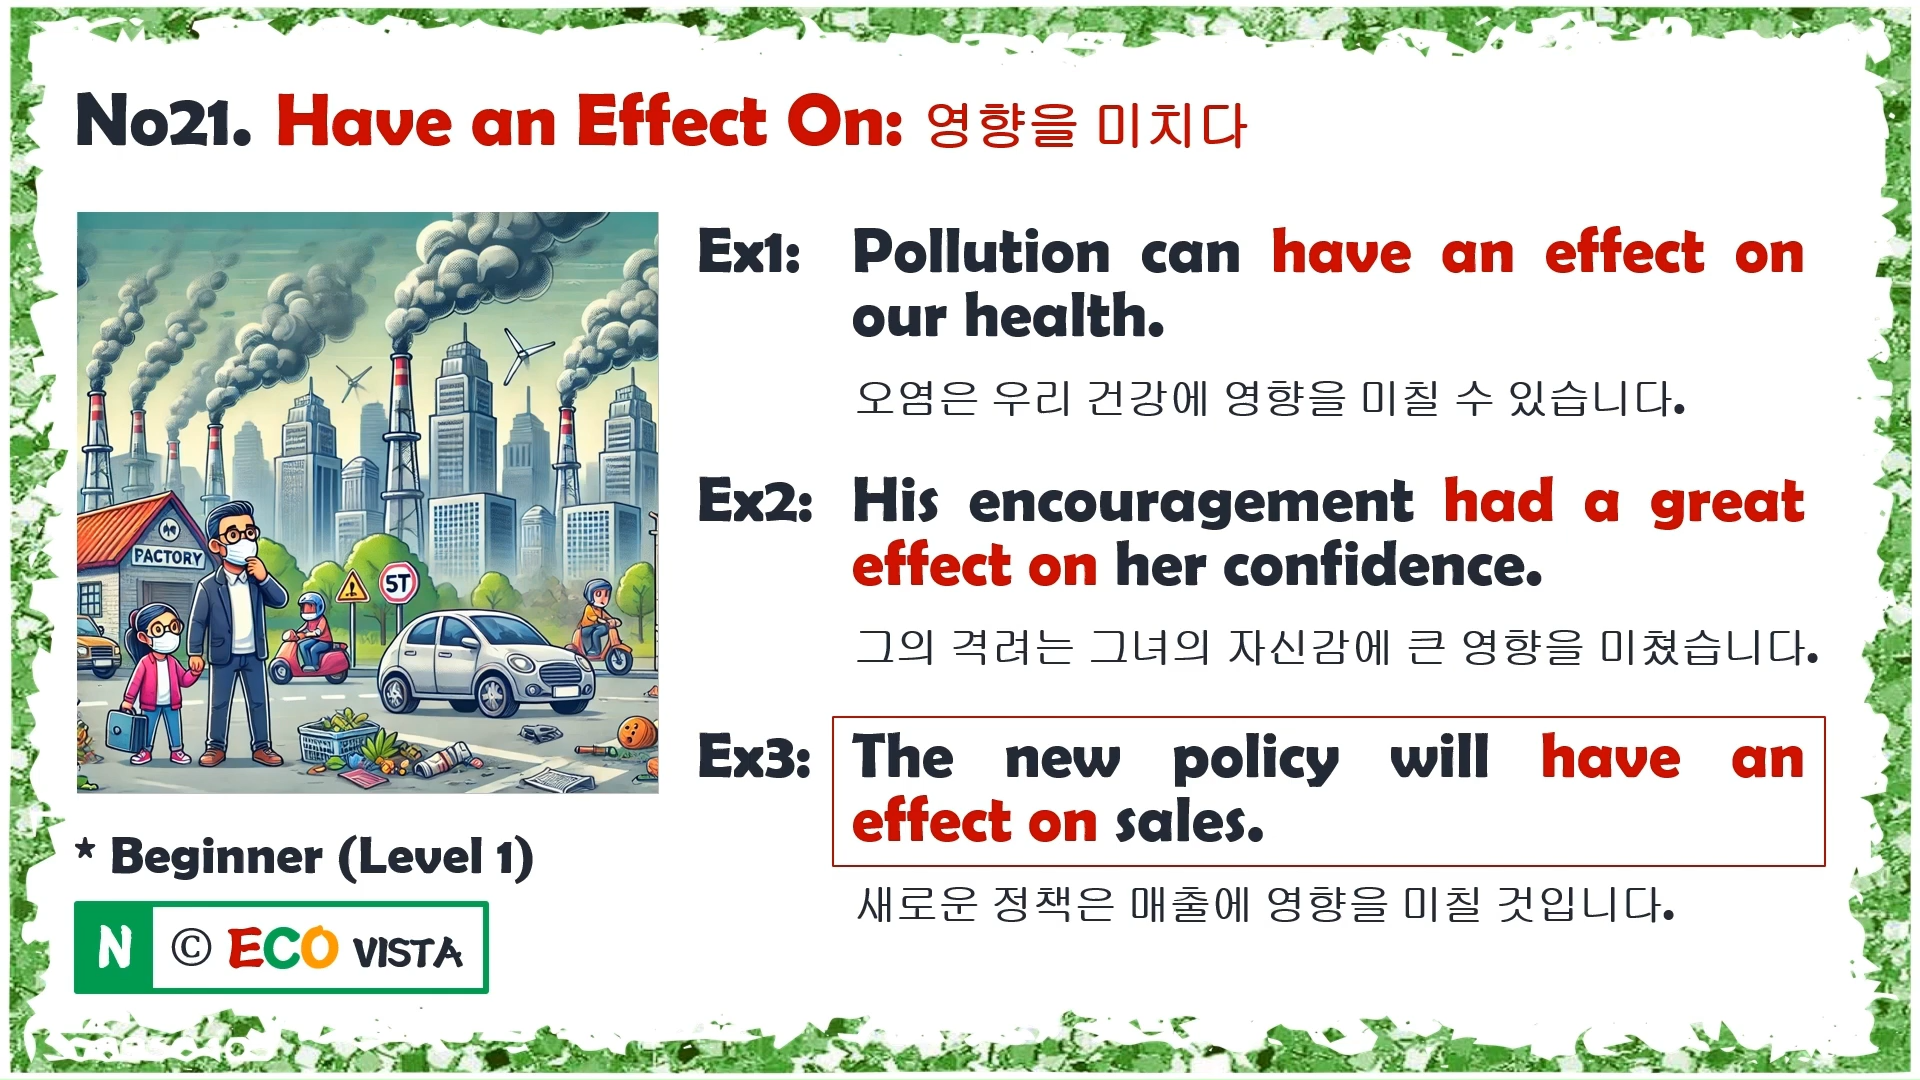 No21. Have an Effect On: 영향을 미치다
Ex1: Pollution can have an effect on
our health.
오염은 우리 건강에 영향을 미칠 수 있습니다.
Ex2: His encouragement had a great
effect on her confidence.
그의 격려는 그녀의 자신감에 큰 영향을 미쳤습니다.
Ex3: The new policy will have an
effect on sales.
새로운 정책은 매출에 영향을 미칠 것입니다.
FACTORY
5T
* Beginner (Level 1)
N © ECO VISTA